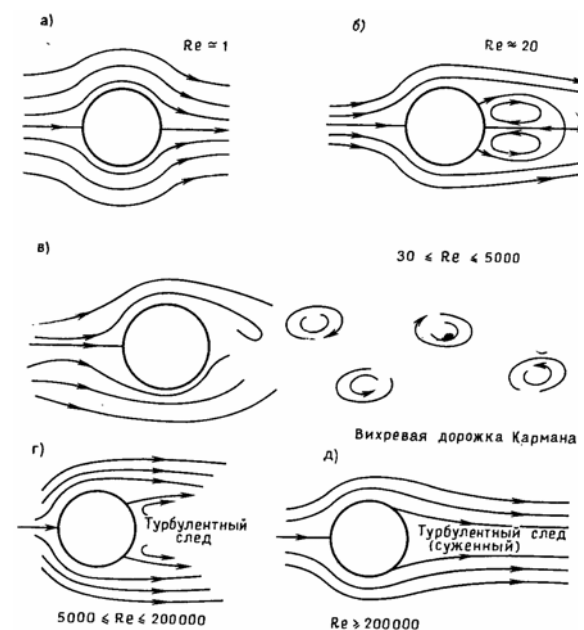 а)
Re ≃ 1
б)
Re ≈ 20
в)
30 ≤ Re ≤ 5000
Вихревая дорожка Кармана
г)
Турбулентный
след
5000 ≤ Re ≤ 200000
д)
Турбулентный след
(суженный)
Re ⩾ 200000